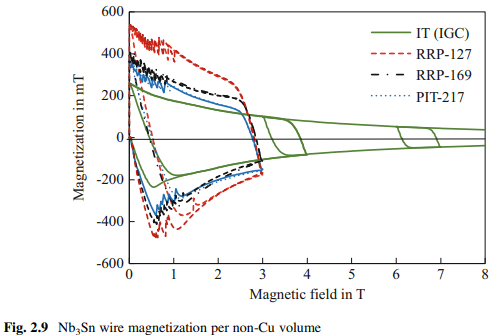 600
400
200
0
-200
-400
-600
Magnetization in mT
IT (IGC)
RRP-127
RRP-169
PIT-217
0 1 2 3 4 5 6 7 8
Magnetic field in T
Fig. 2.9 Nb₃Sn wire magnetization per non-Cu volume